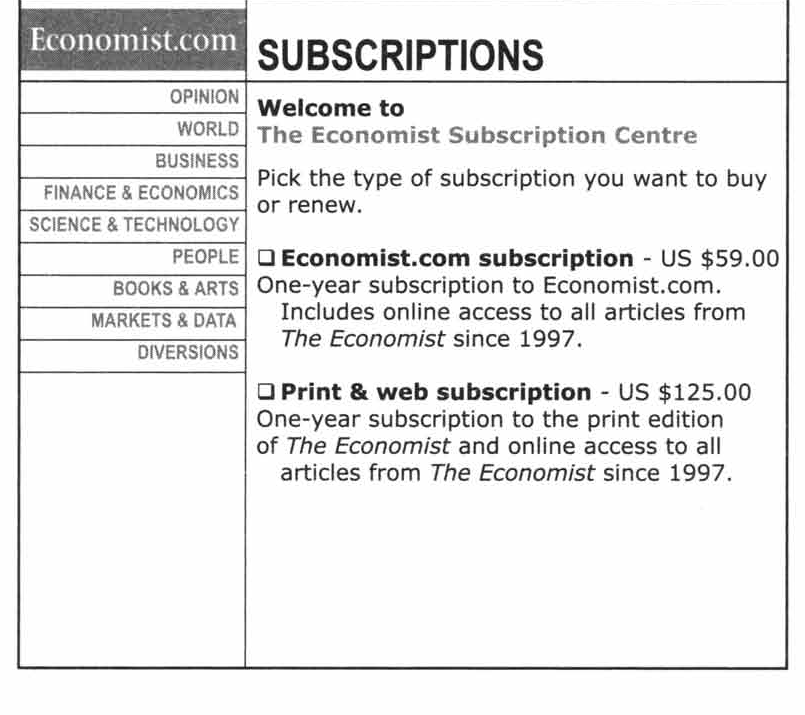 Economist.com
SUBSCRIPTIONS
OPINION
WORLD
BUSINESS
FINANCE & ECONOMICS
SCIENCE & TECHNOLOGY
PEOPLE
BOOKS & ARTS
MARKETS & DATA
DIVERSIONS
Welcome to
The Economist Subscription Centre
Pick the type of subscription you want to buy
or renew.
❑ Economist.com subscription - US $59.00
One-year subscription to Economist.com.
Includes online access to all articles from
The Economist since 1997.
❑ Print & web subscription - US $125.00
One-year subscription to the print edition
of The Economist and online access to all
articles from The Economist since 1997.